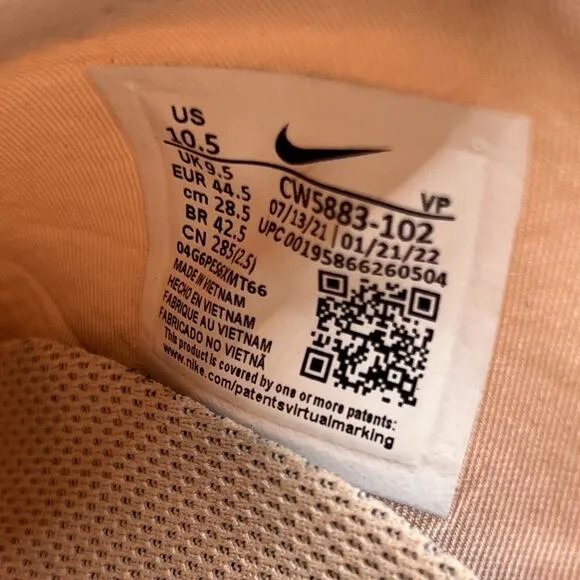 US
10.5
UK 9.5
EUR 44.5
cm 28.5
BR 42.5
CN 285(2.5)
VP
CW5883-102
07/13/21 | 01/21/22
UPC 00195866260504
04G6PES6XMT66
MADE IN VIETNAM
HECHO EN VIETNAM
FABRIQUE AU VIETNAM
FABRICADO NO VIETNÃ
This product is covered by one or more patents:
www.nike.com/patentsvirtualmarking